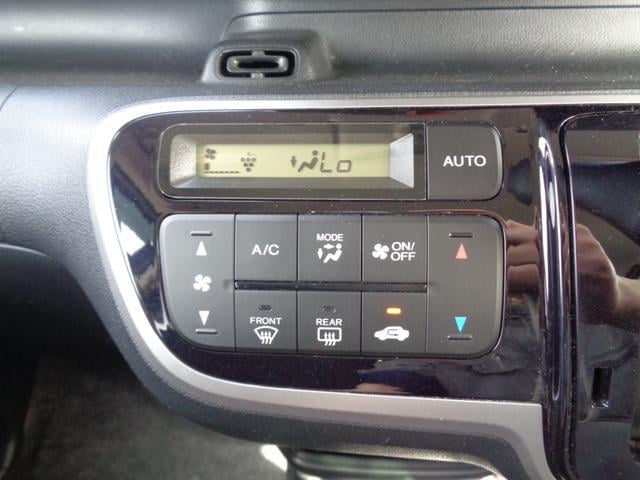 Lo
AUTO
A/C
MODE
ON/
OFF
FRONT
REAR